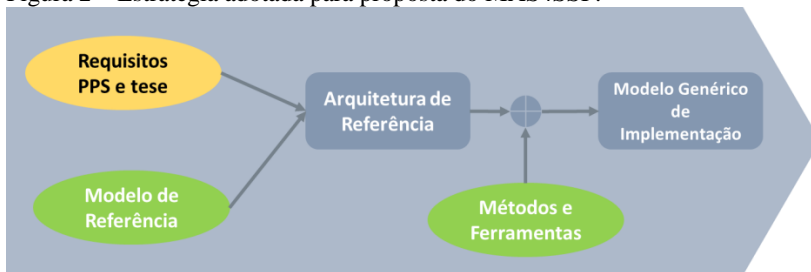 Figura 2 – Estratégia adotada para proposta do MAS4SSP.
Requisitos
PPS e tese
Arquitetura de
Referência
Modelo Genérico
de
Implementação
Modelo de
Referência
Métodos e
Ferramentas